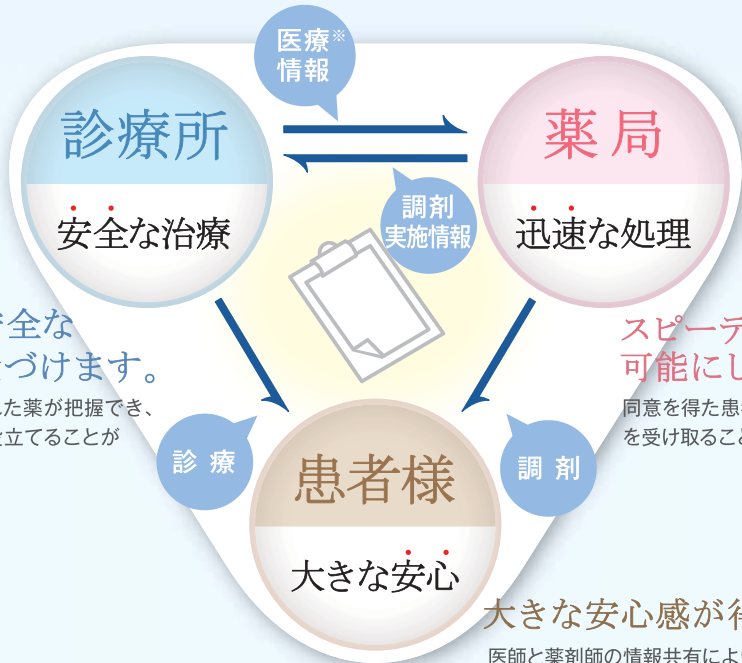 医療※
情報
診療所
安全な治療
薬局
迅速な処理
調剤
実施情報
全な
づけます。
た薬が把握でき、
立てることが
スピーデ
可能にし
同意を得た患
を受け取るこ
診療
調剤
患者様
大きな安心
大きな安心感が
医師と薬剤師の情報共有によ